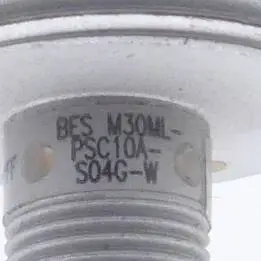 BES M30ML-
PSC10A-
S04G-W